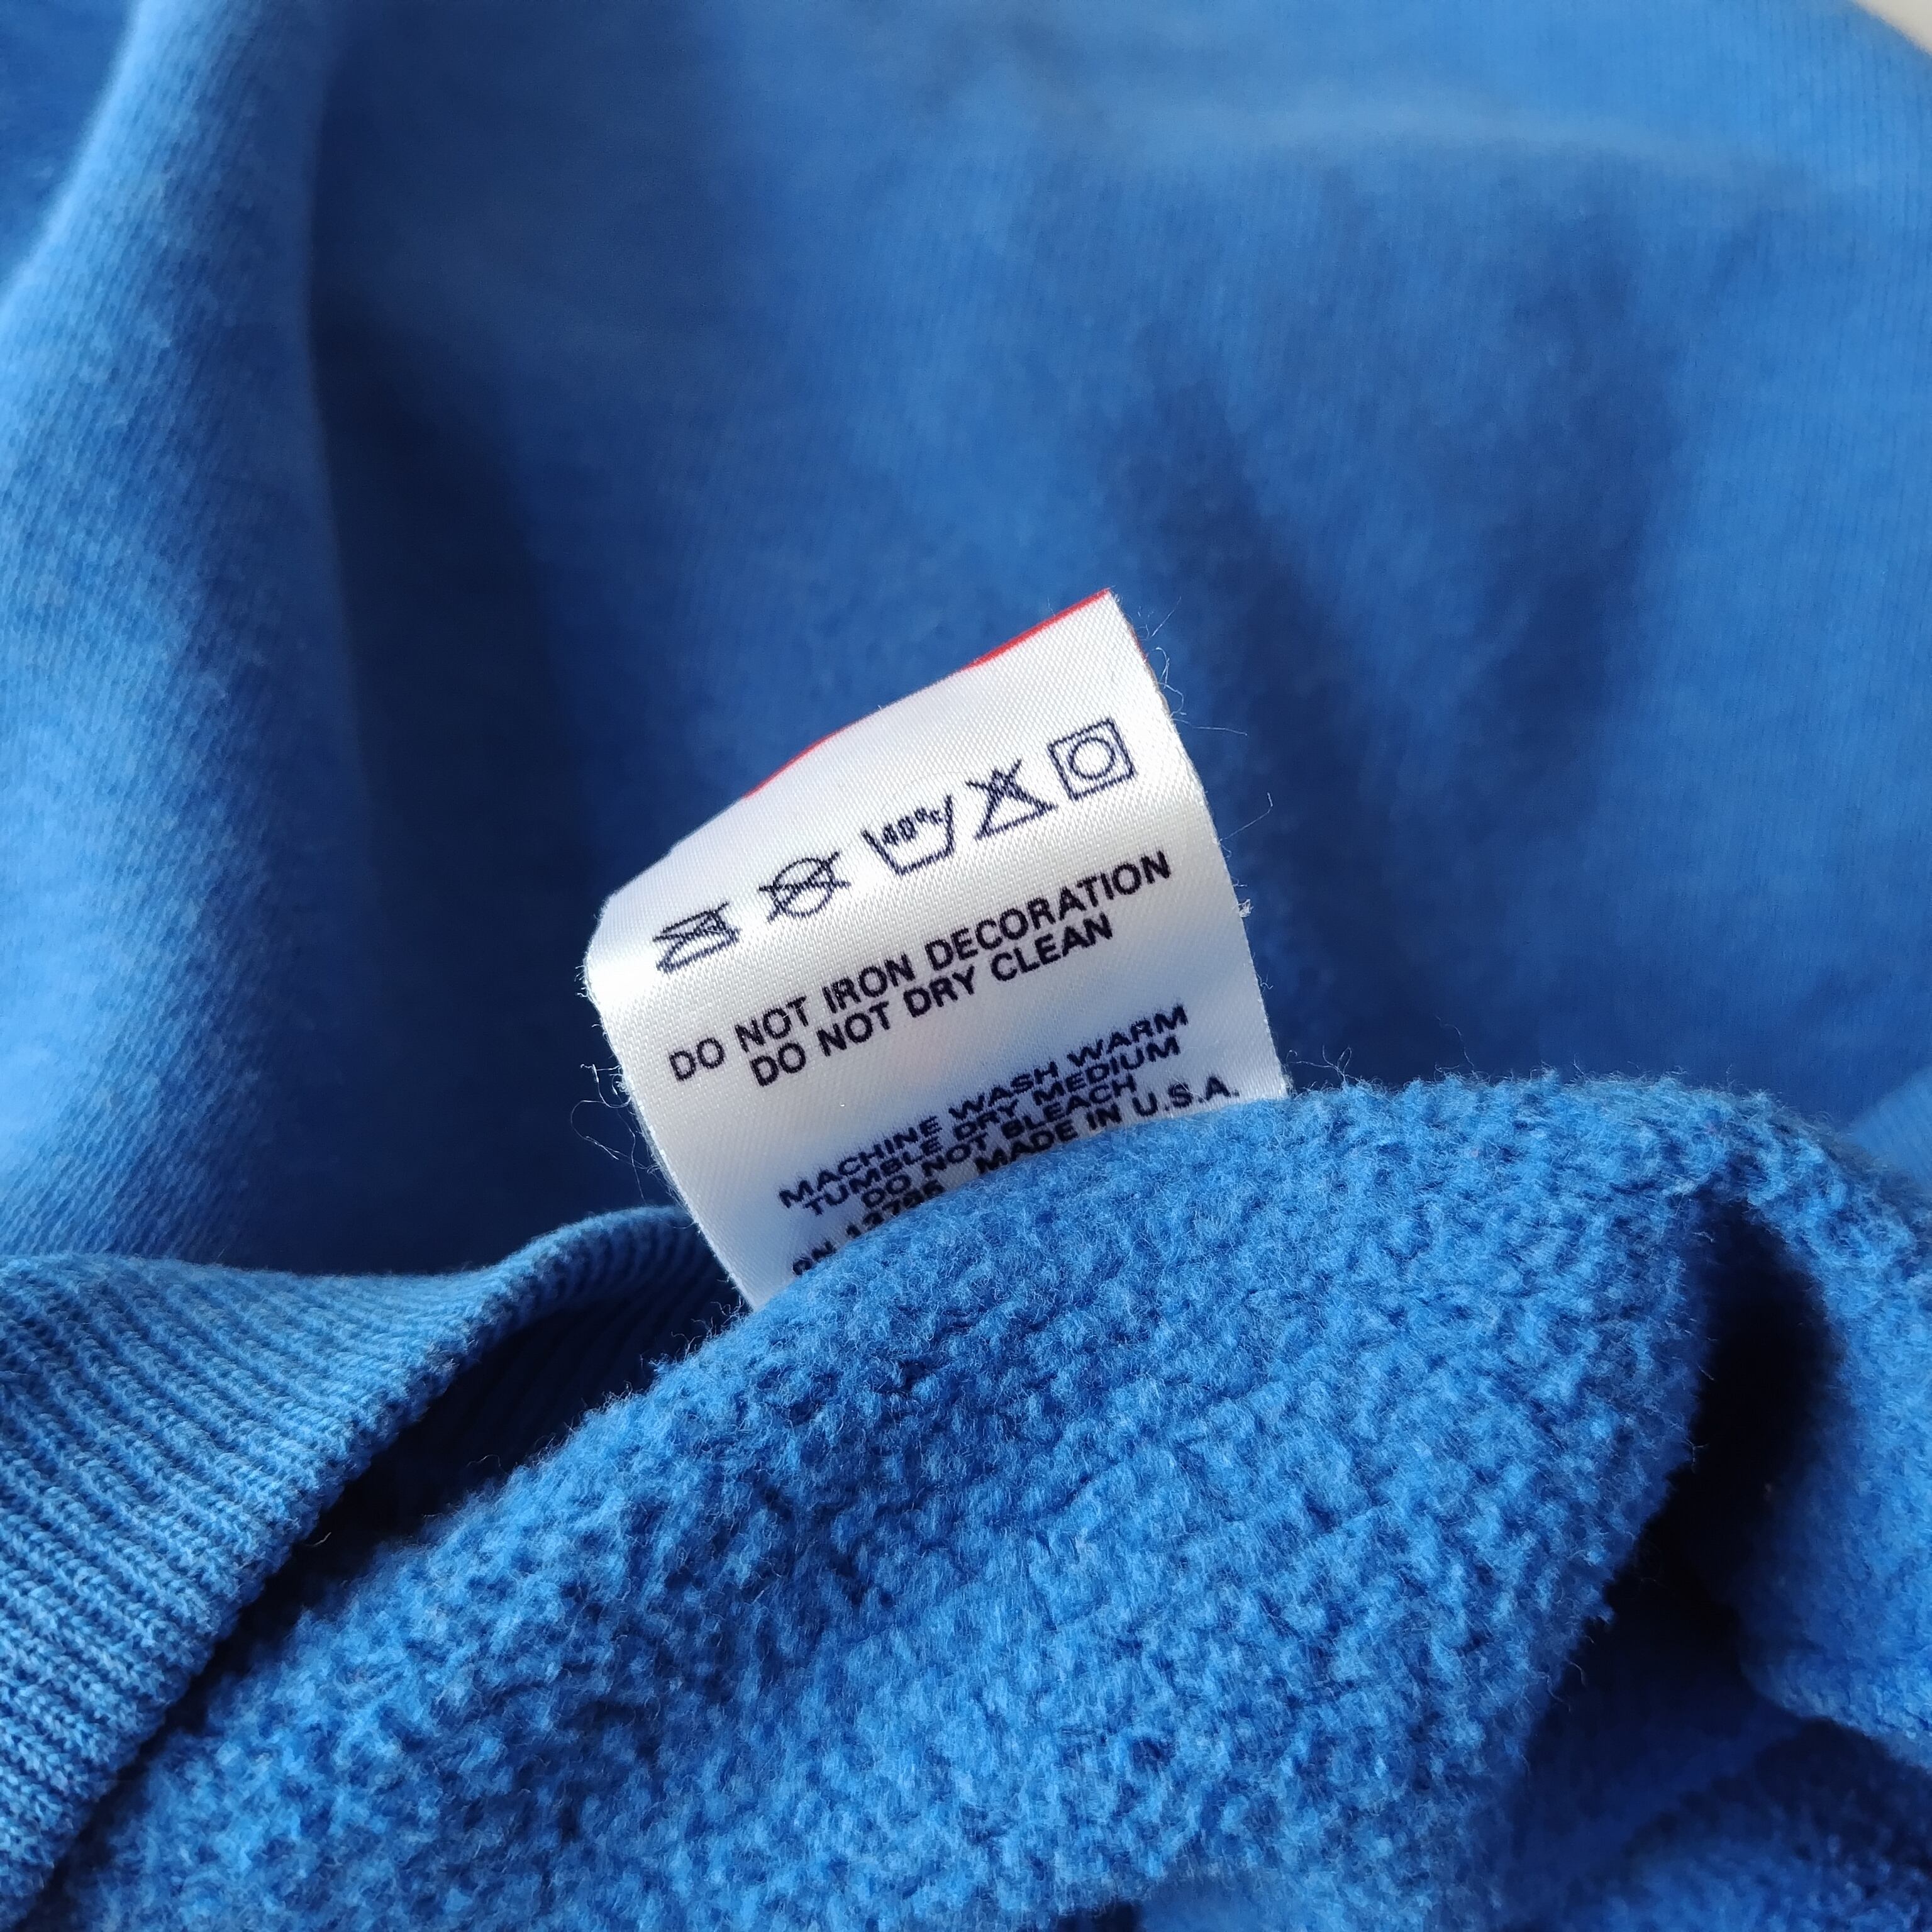 40°c
DO NOT IRON DECORATION
DO NOT DRY CLEAN
MACHINE WASH WARM
TUMBLE DRY MEDIUM
DO NOT BLEACH
MADE IN U.S.A.